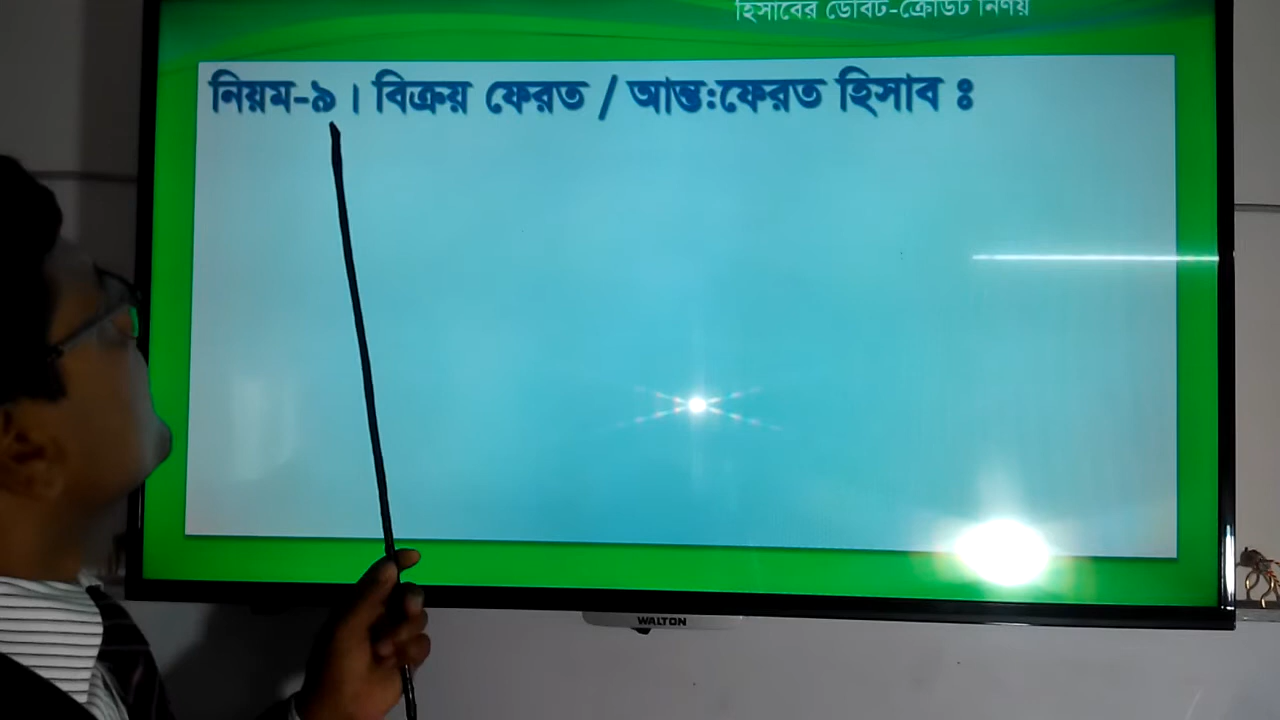 হিসাবের ডেবিট-ক্রেডিট নির্ণয়
নিয়ম-৯ । বিক্রয় ফেরত / আন্ত:ফেরত হিসাব ঃ
WALTON